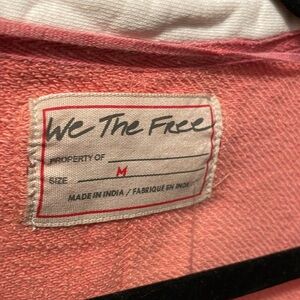 We The Free
PROPERTY OF
SIZE M
MADE IN INDIA / FABRIQUÉ EN INDE